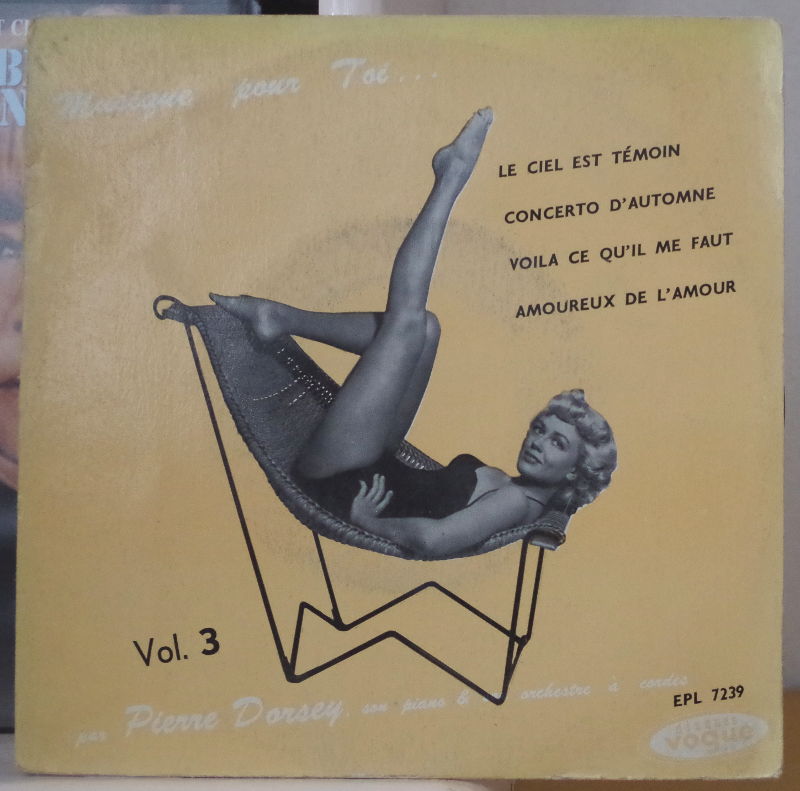 Musique pour Toi...
LE CIEL EST TÉMOIN
CONCERTO D'AUTOMNE
VOILA CE QU'IL ME FAUT
AMOUREUX DE L'AMOUR
Vol. 3
par Pierre Dorsey, son piano & orchestre à cordes
EPL 7239
disques
vogue